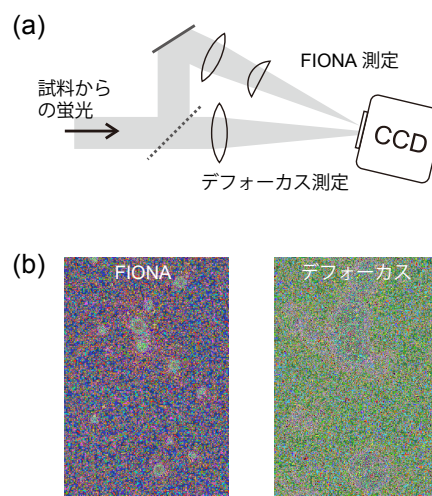 (a)
試料から
の蛍光
FIONA 測定
CCD
デフォーカス測定
(b)
FIONA
デフォーカス